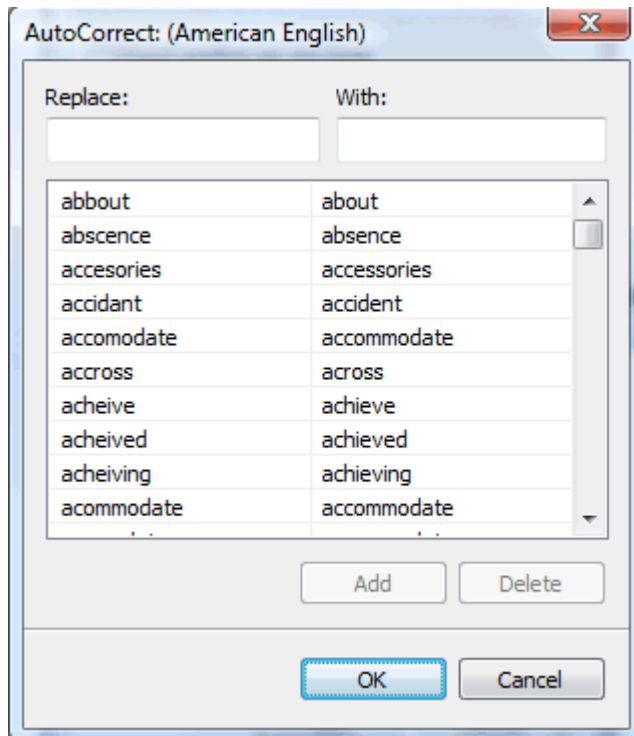 AutoCorrect: (American English)
Replace: With:
abbout about
abscence absence
accesories accessories
accidant accident
accomodate accommodate
accross across
acheive achieve
acheived achieved
acheiving achieving
acommodate accommodate
Add Delete
OK Cancel